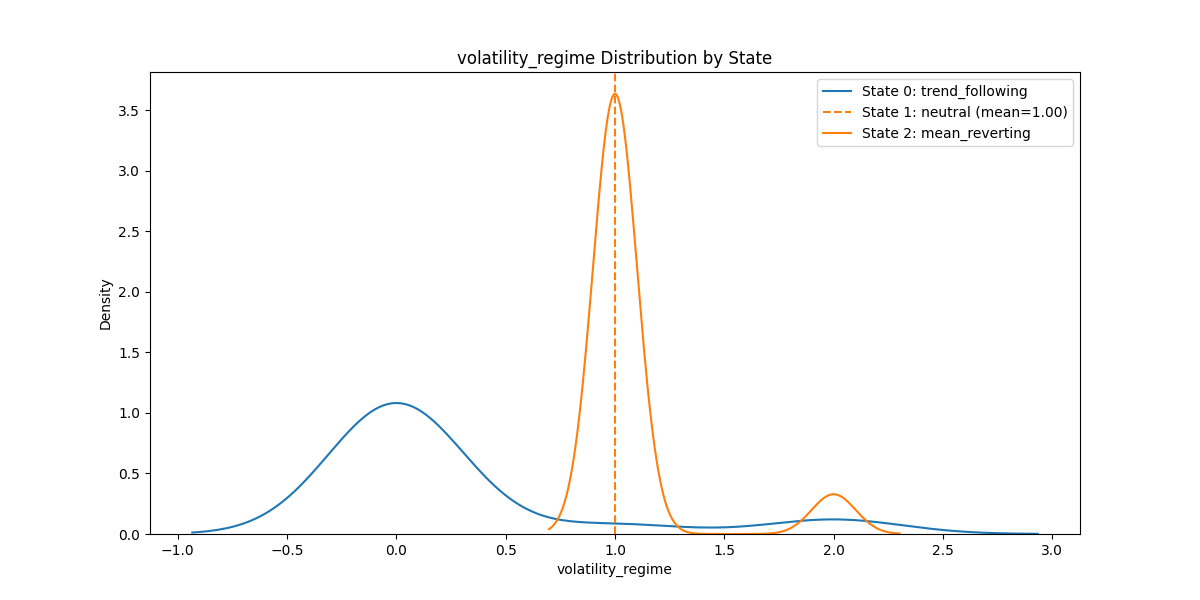 volatility_regime Distribution by State
State 0: trend_following
State 1: neutral (mean=1.00)
State 2: mean_reverting
Density
3.5
3.0
2.5
2.0
1.5
1.0
0.5
0.0
−1.0 −0.5 0.0 0.5 1.0 1.5 2.0 2.5 3.0
volatility_regime